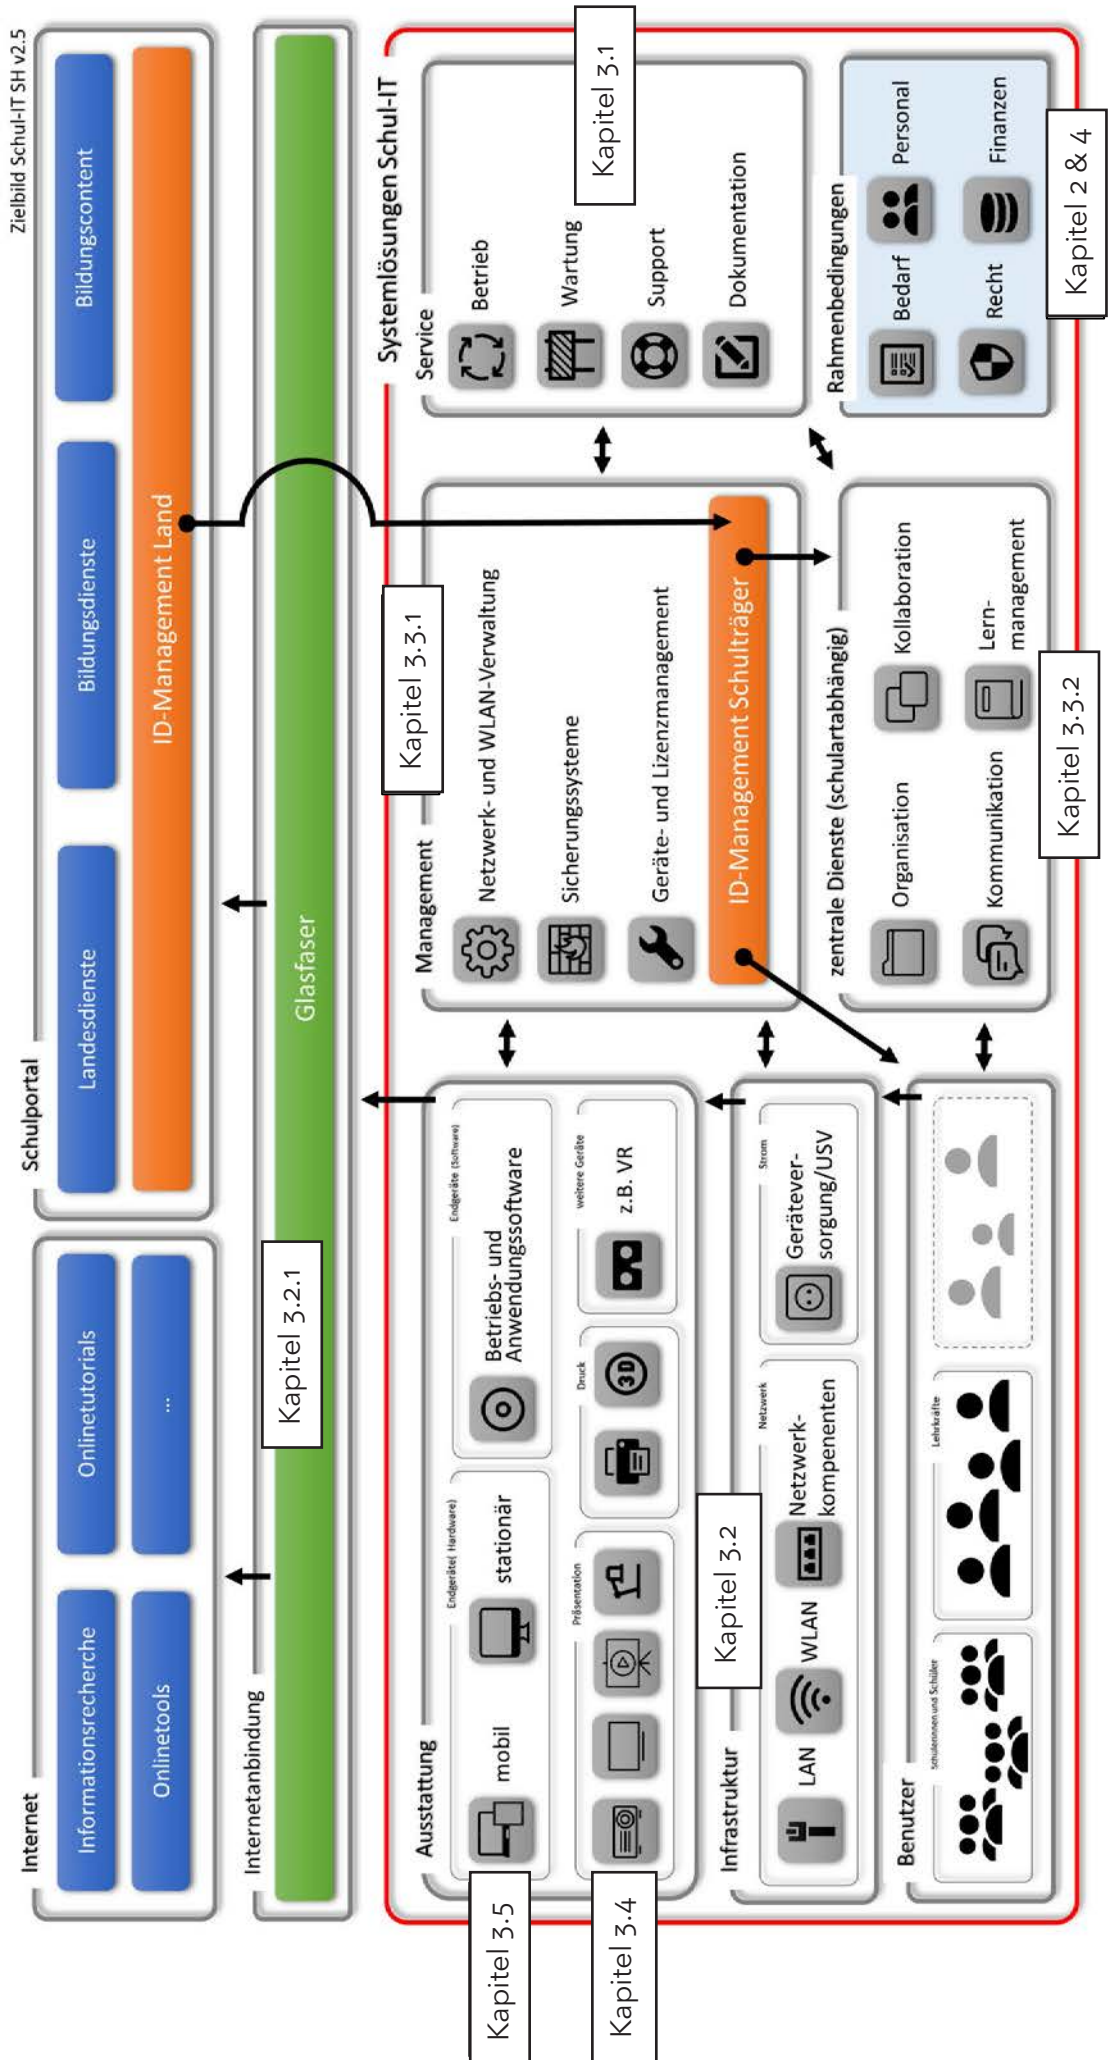 Zielbild Schul-IT SH v2.5
Internet
Informationsrecherche
Onlinetutorials
Onlinetools
...
Schulportal
Landesdienste
Bildungsdienste
Bildungscontent
ID-Management Land
Internetanbindung
Glasfaser
Kapitel 3.2.1
Systemlösungen Schul-IT
Ausstattung
Endgeräte( Hardware)
mobil
stationär
Endgeräte (Software)
Betriebs- und
Anwendungssoftware
Kapitel 3.5
Präsentation
Druck
3D
weitere Geräte
z.B. VR
Kapitel 3.4
Kapitel 3.2
Infrastruktur
LAN
WLAN
Netzwerk
Netzwerk-
kompenenten
Strom
Gerätever-
sorgung/USV
Benutzer
Schülerinnen und Schüler
Lehrkräfte
Management
Kapitel 3.3.1
Netzwerk- und WLAN-Verwaltung
Sicherungssysteme
Geräte- und Lizenzmanagement
ID-Management Schulträger
zentrale Dienste (schulartabhängig)
Organisation
Kollaboration
Kommunikation
Lern-
management
Kapitel 3.3.2
Service
Betrieb
Wartung
Support
Dokumentation
Kapitel 3.1
Rahmenbedingungen
Bedarf
Personal
Recht
Finanzen
Kapitel 2 & 4